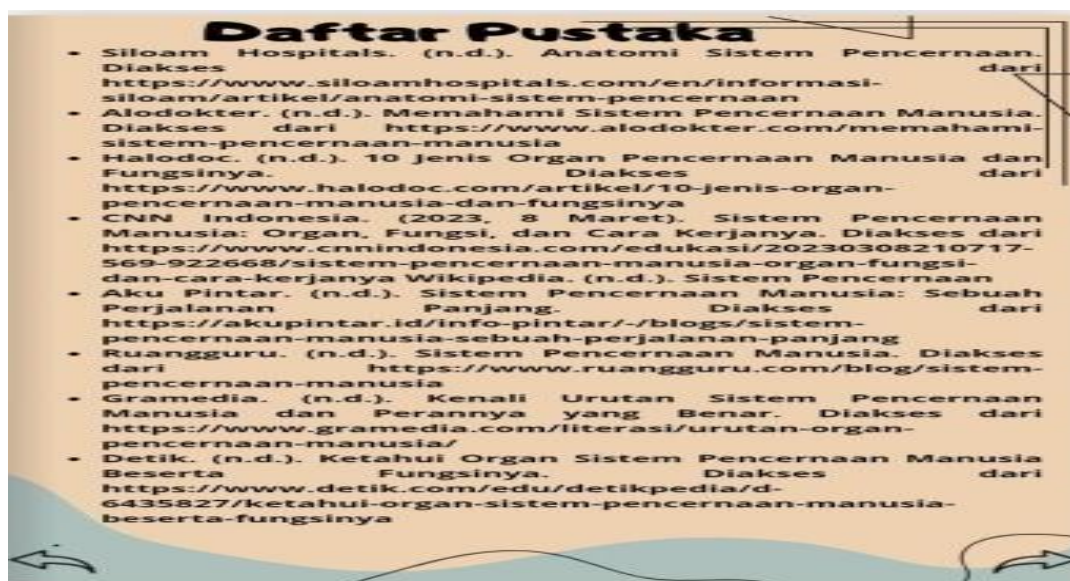 Daftar Pustaka
• Siloam Hospitals. (n.d.). Anatomi Sistem Pencernaan.
Diakses dari
https://www.siloamhospitals.com/en/informasi-
siloam/artikel/anatomi-sistem-pencernaan
• Alodokter. (n.d.). Memahami Sistem Pencernaan Manusia.
Diakses dari https://www.alodokter.com/memahami-
sistem-pencernaan-manusia
• Halodoc. (n.d.). 10 Jenis Organ Pencernaan Manusia dan
Fungsinya. Diakses dari
https://www.halodoc.com/artikel/10-jenis-organ-
pencernaan-manusia-dan-fungsinya
• CNN Indonesia. (2023, 8 Maret). Sistem Pencernaan
Manusia: Organ, Fungsi, dan Cara Kerjanya. Diakses dari
https://www.cnnindonesia.com/edukasi/20230308210717-
569-922668/sistem-pencernaan-manusia-organ-fungsi-
dan-cara-kerjanya Wikipedia. (n.d.). Sistem Pencernaan
• Aku Pintar. (n.d.). Sistem Pencernaan Manusia: Sebuah
Perjalanan Panjang. Diakses dari
https://akupintar.id/info-pintar/-/blogs/sistem-
pencernaan-manusia-sebuah-perjalanan-panjang
• Ruangguru. (n.d.). Sistem Pencernaan Manusia. Diakses
dari https://www.ruangguru.com/blog/sistem-
pencernaan-manusia
• Gramedia. (n.d.). Kenali Urutan Sistem Pencernaan
Manusia dan Perannya yang Benar. Diakses dari
https://www.gramedia.com/literasi/urutan-organ-
pencernaan-manusia/
• Detik. (n.d.). Ketahui Organ Sistem Pencernaan Manusia
Beserta Fungsinya. Diakses dari
https://www.detik.com/edu/detikpedia/d-
6435827/ketahui-organ-sistem-pencernaan-manusia-
beserta-fungsinya